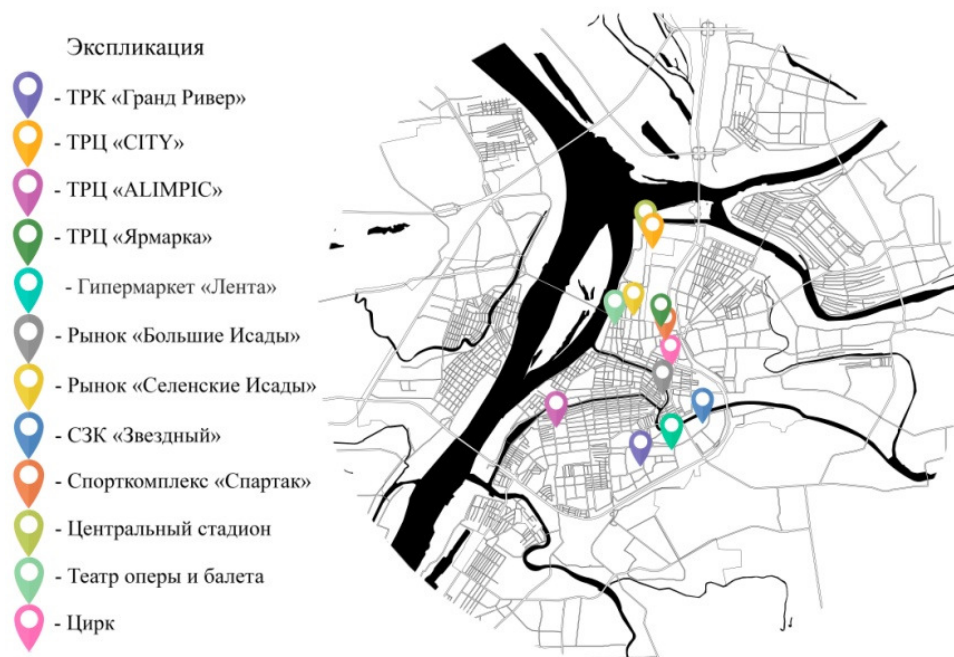 Экспликация
- ТРК «Гранд Ривер»
- ТРЦ «CITY»
- ТРЦ «ALIMPIC»
- ТРЦ «Ярмарка»
- Гипермаркет «Лента»
- Рынок «Большие Исады»
- Рынок «Селенские Исады»
- СЗК «Звездный»
- Спорткомплекс «Спартак»
- Центральный стадион
- Театр оперы и балета
- Цирк